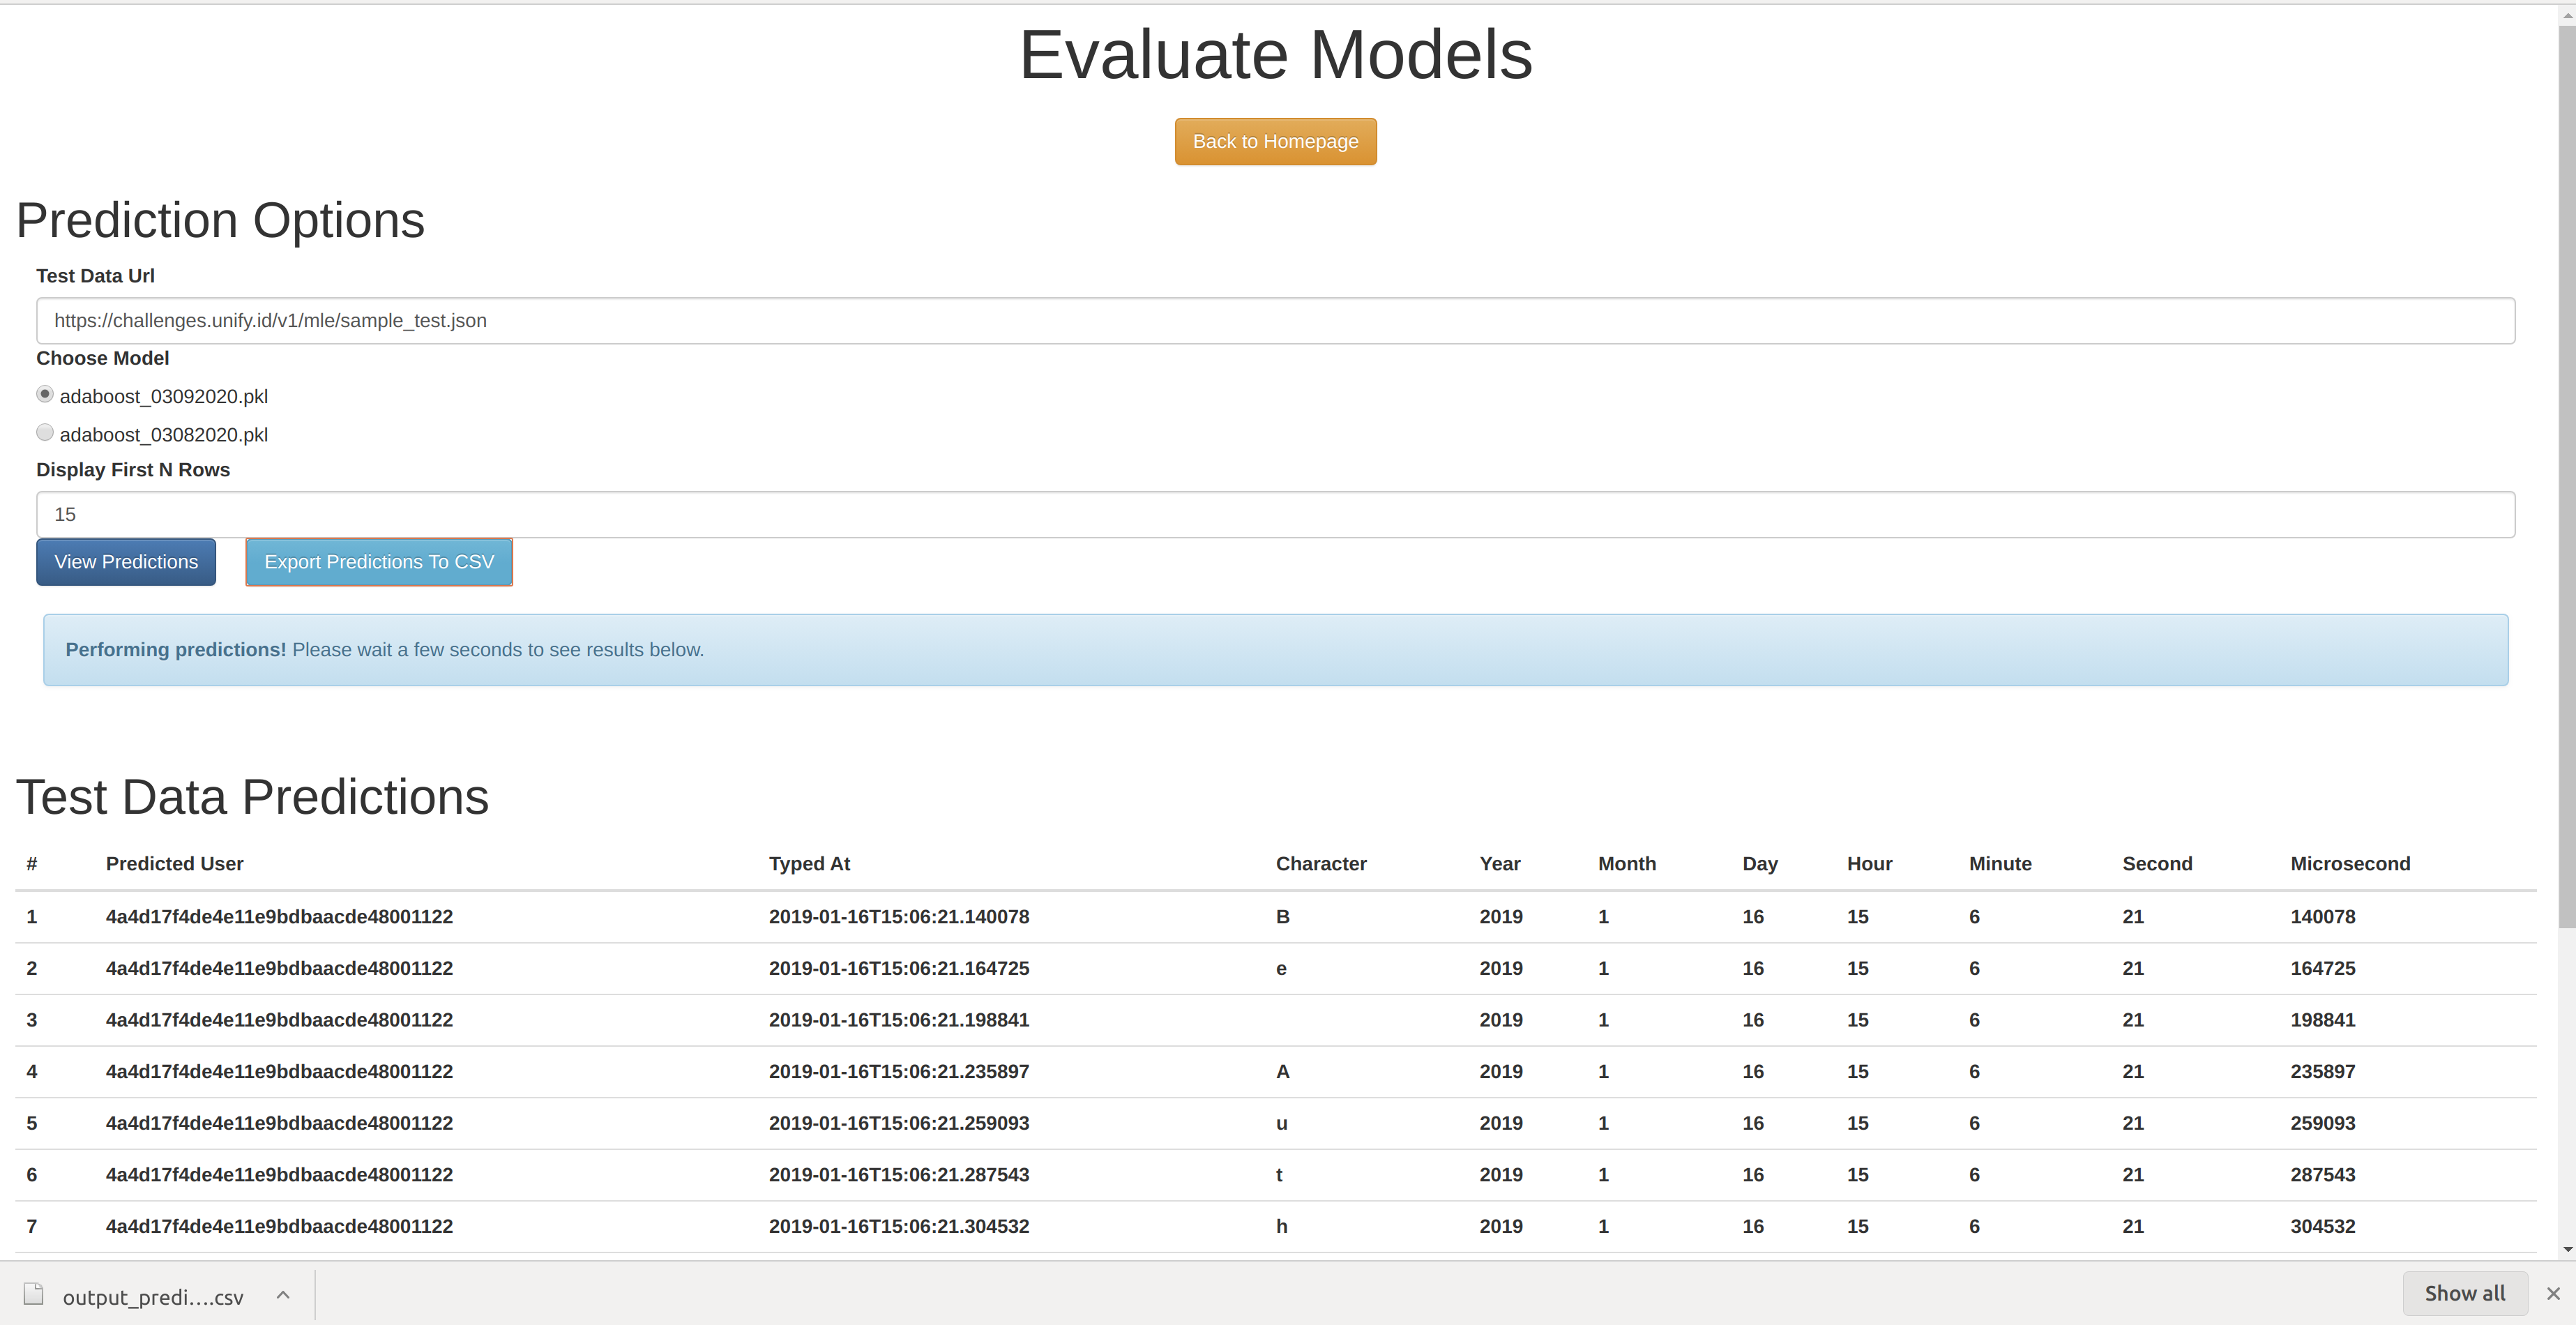 Evaluate Models
Back to Homepage
Prediction Options
Test Data Url
https://challenges.unify.id/v1/mle/sample_test.json
Choose Model
adaboost_03092020.pkl
adaboost_03082020.pkl
Display First N Rows
15
View Predictions Export Predictions To CSV
Performing predictions! Please wait a few seconds to see results below.
Test Data Predictions
# Predicted User Typed At Character Year Month Day Hour Minute Second Microsecond
1 4a4d17f4de4e11e9bdbaacde48001122 2019-01-16T15:06:21.140078 B 2019 1 16 15 6 21 140078
2 4a4d17f4de4e11e9bdbaacde48001122 2019-01-16T15:06:21.164725 e 2019 1 16 15 6 21 164725
3 4a4d17f4de4e11e9bdbaacde48001122 2019-01-16T15:06:21.198841 2019 1 16 15 6 21 198841
4 4a4d17f4de4e11e9bdbaacde48001122 2019-01-16T15:06:21.235897 A 2019 1 16 15 6 21 235897
5 4a4d17f4de4e11e9bdbaacde48001122 2019-01-16T15:06:21.259093 u 2019 1 16 15 6 21 259093
6 4a4d17f4de4e11e9bdbaacde48001122 2019-01-16T15:06:21.287543 t 2019 1 16 15 6 21 287543
7 4a4d17f4de4e11e9bdbaacde48001122 2019-01-16T15:06:21.304532 h 2019 1 16 15 6 21 304532
output_predi....csv Show all